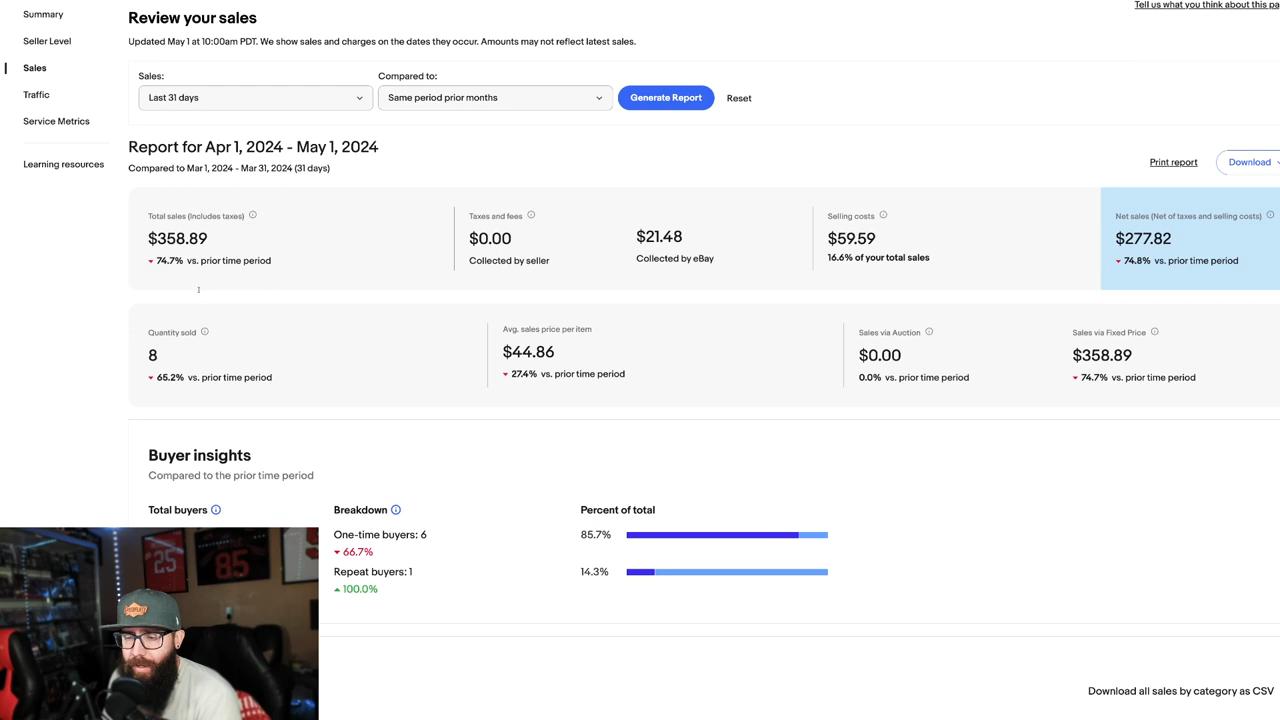 Tell us what you think about this pa
Summary
Seller Level
Sales
Traffic
Service Metrics
Learning resources
Review your sales
Updated May 1 at 10:00am PDT. We show sales and charges on the dates they occur. Amounts may not reflect latest sales.
Sales:
Last 31 days
Compared to:
Same period prior months
Generate Report
Reset
Report for Apr 1, 2024 - May 1, 2024
Compared to Mar 1, 2024 - Mar 31, 2024 (31 days)
Print report
Download
Total sales (Includes taxes)
$358.89
74.7% vs. prior time period
Taxes and fees
$0.00
Collected by seller
$21.48
Collected by eBay
Selling costs
$59.59
16.6% of your total sales
Net sales (Net of taxes and selling costs)
$277.82
74.8% vs. prior time period
Quantity sold
8
65.2% vs. prior time period
Avg. sales price per item
$44.86
27.4% vs. prior time period
Sales via Auction
$0.00
0.0% vs. prior time period
Sales via Fixed Price
$358.89
74.7% vs. prior time period
Buyer insights
Compared to the prior time period
Total buyers
Breakdown
Percent of total
One-time buyers: 6
66.7%
85.7%
Repeat buyers: 1
100.0%
14.3%
25
85
Download all sales by category as CSV